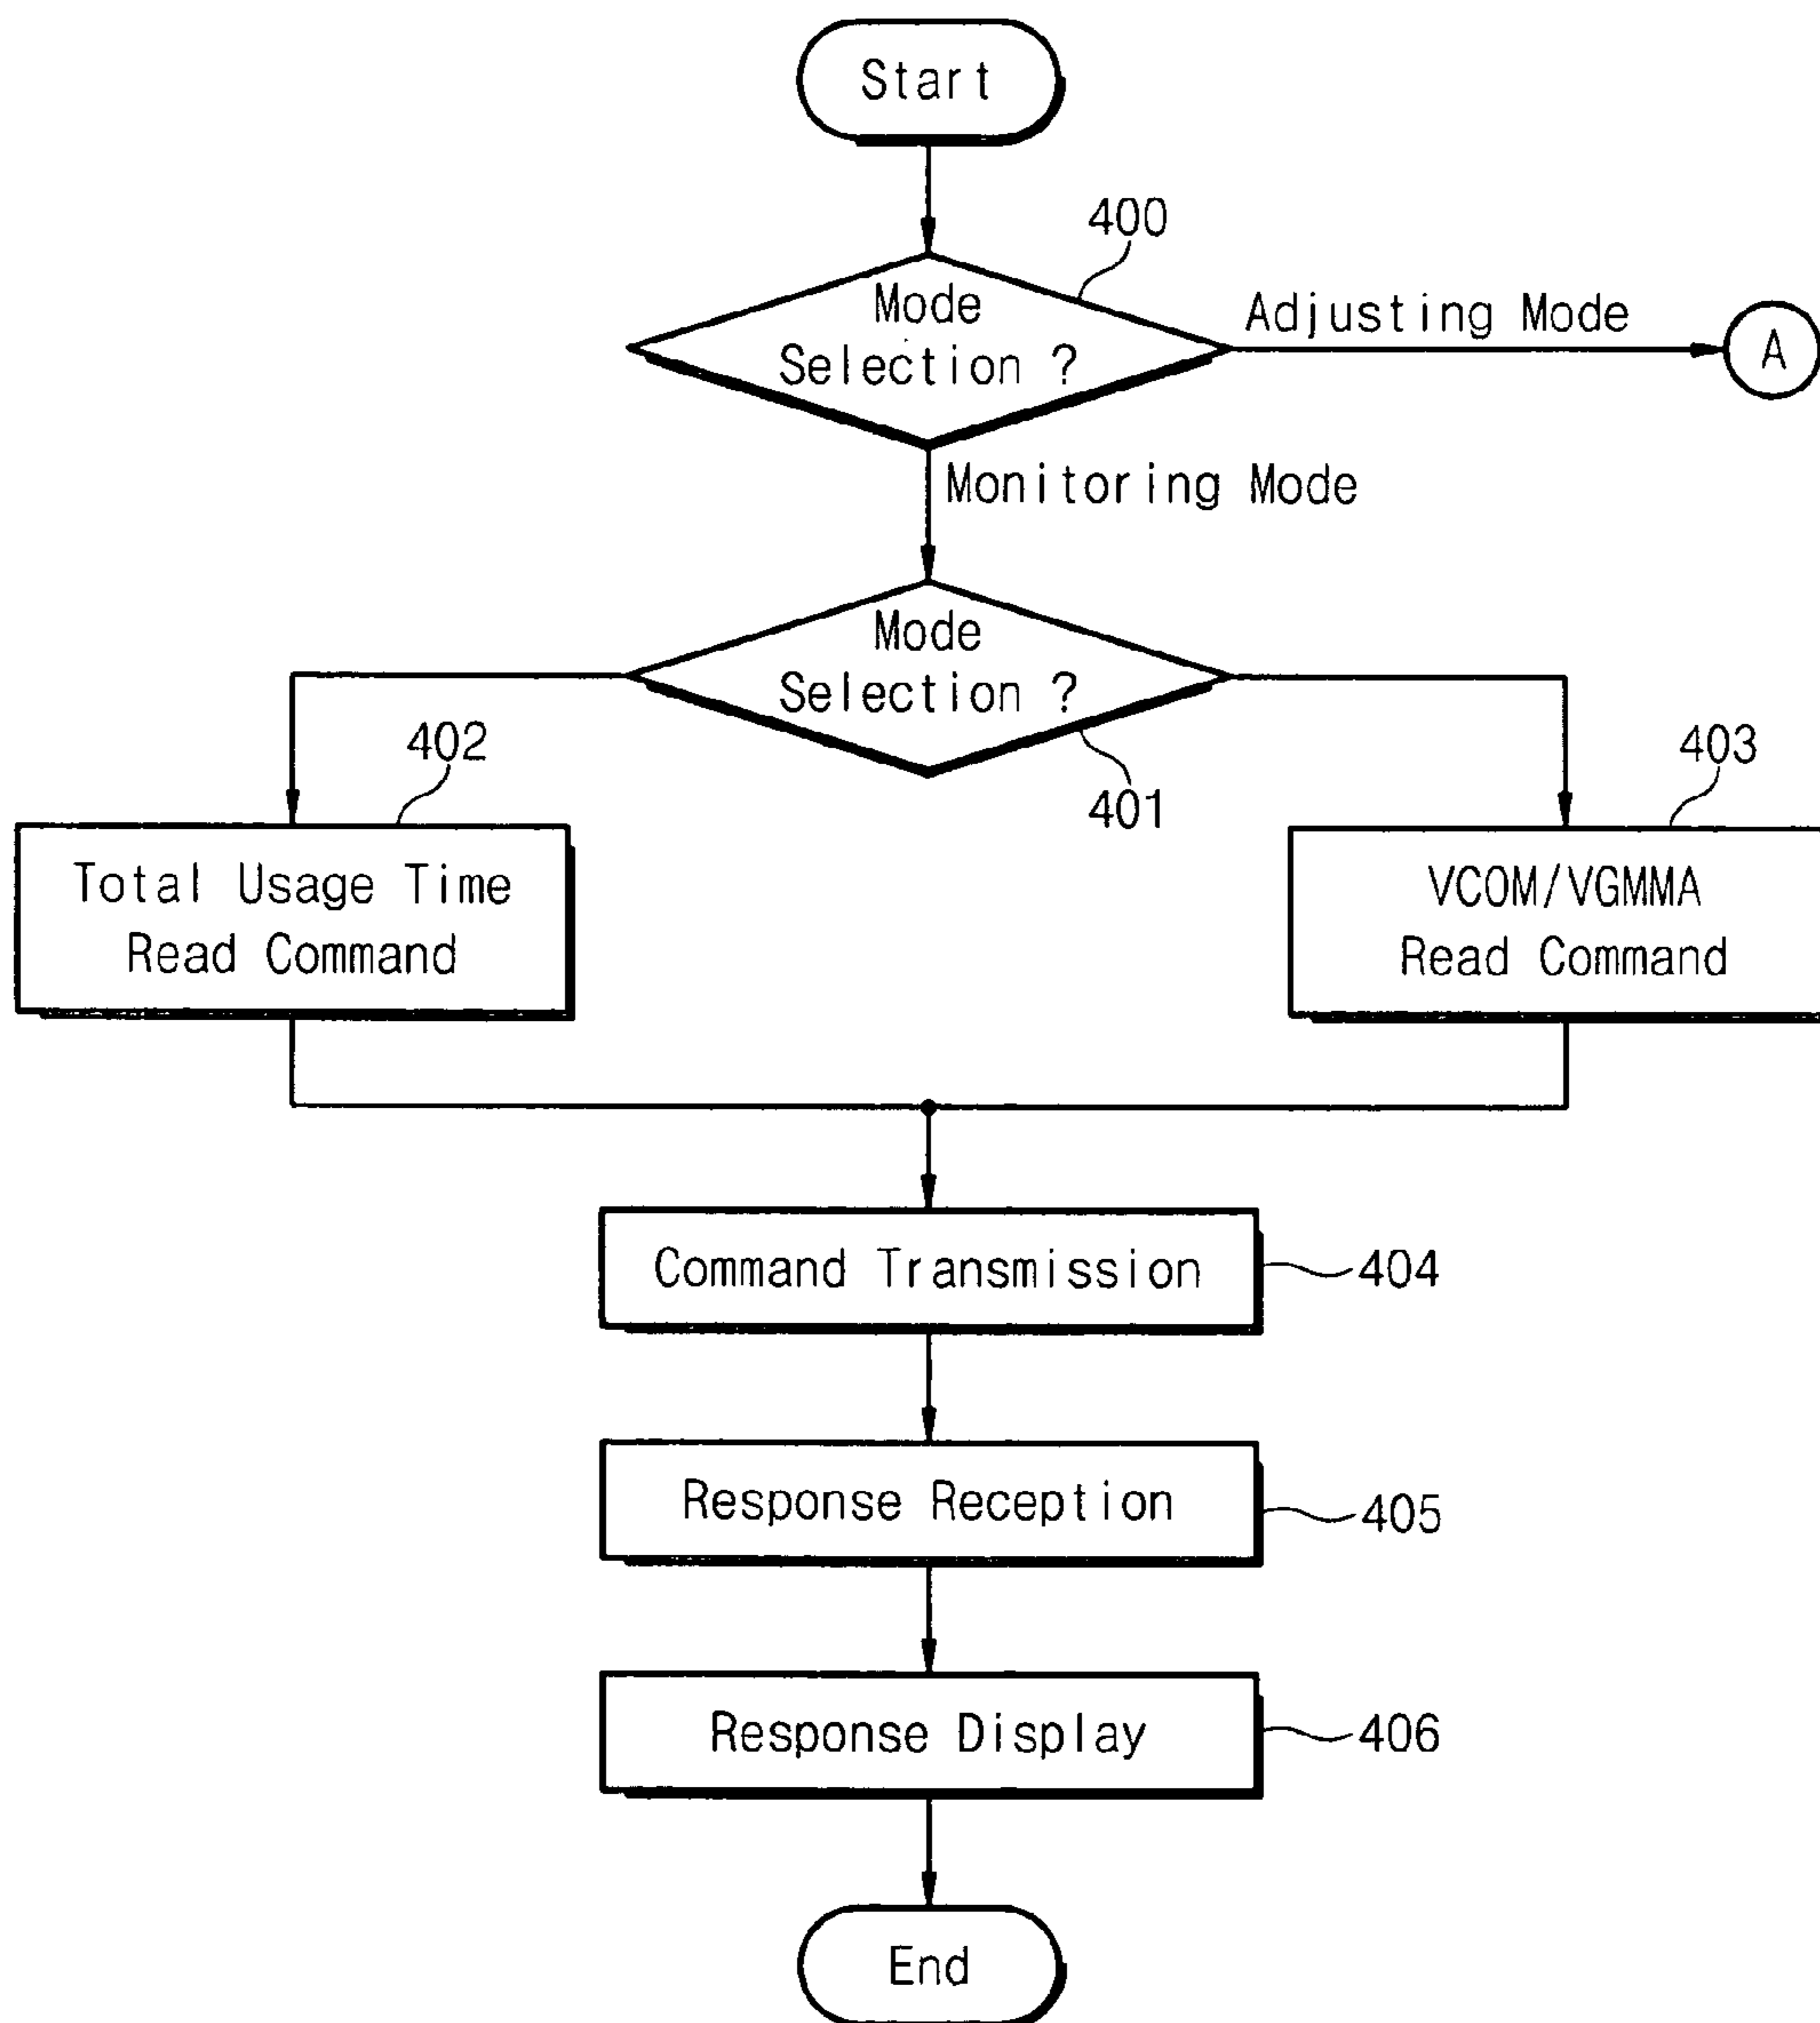 Start
400
Mode
Selection ?
Adjusting Mode
A
Monitoring Mode
Mode
Selection ?
401
402
403
Total Usage Time
Read Command
VCOM/VGMMA
Read Command
Command Transmission
404
Response Reception
405
Response Display
406
End